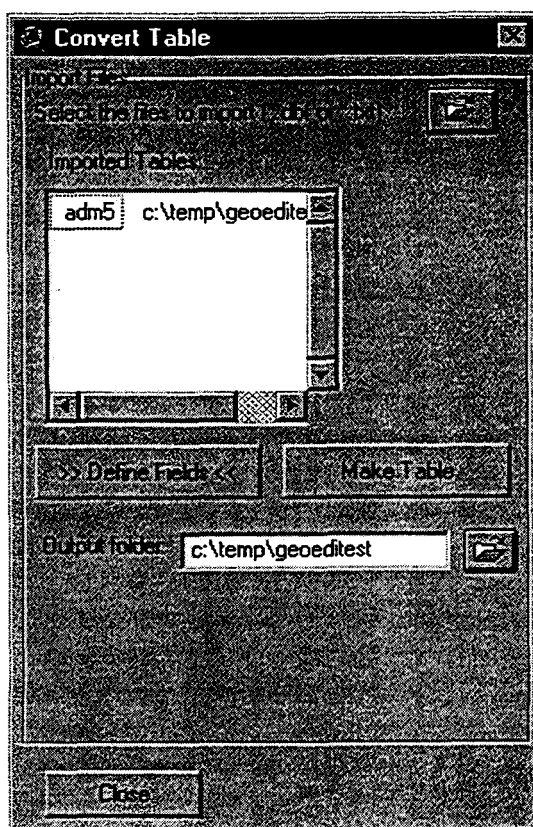 Convert Table
Import Files
Select the files to import (*.dbf or *.txt)
Imported Tables
adm5 c:\temp\geoedite
>> Define Fields << Make Table
Output folder: c:\temp\geoeditest
Close